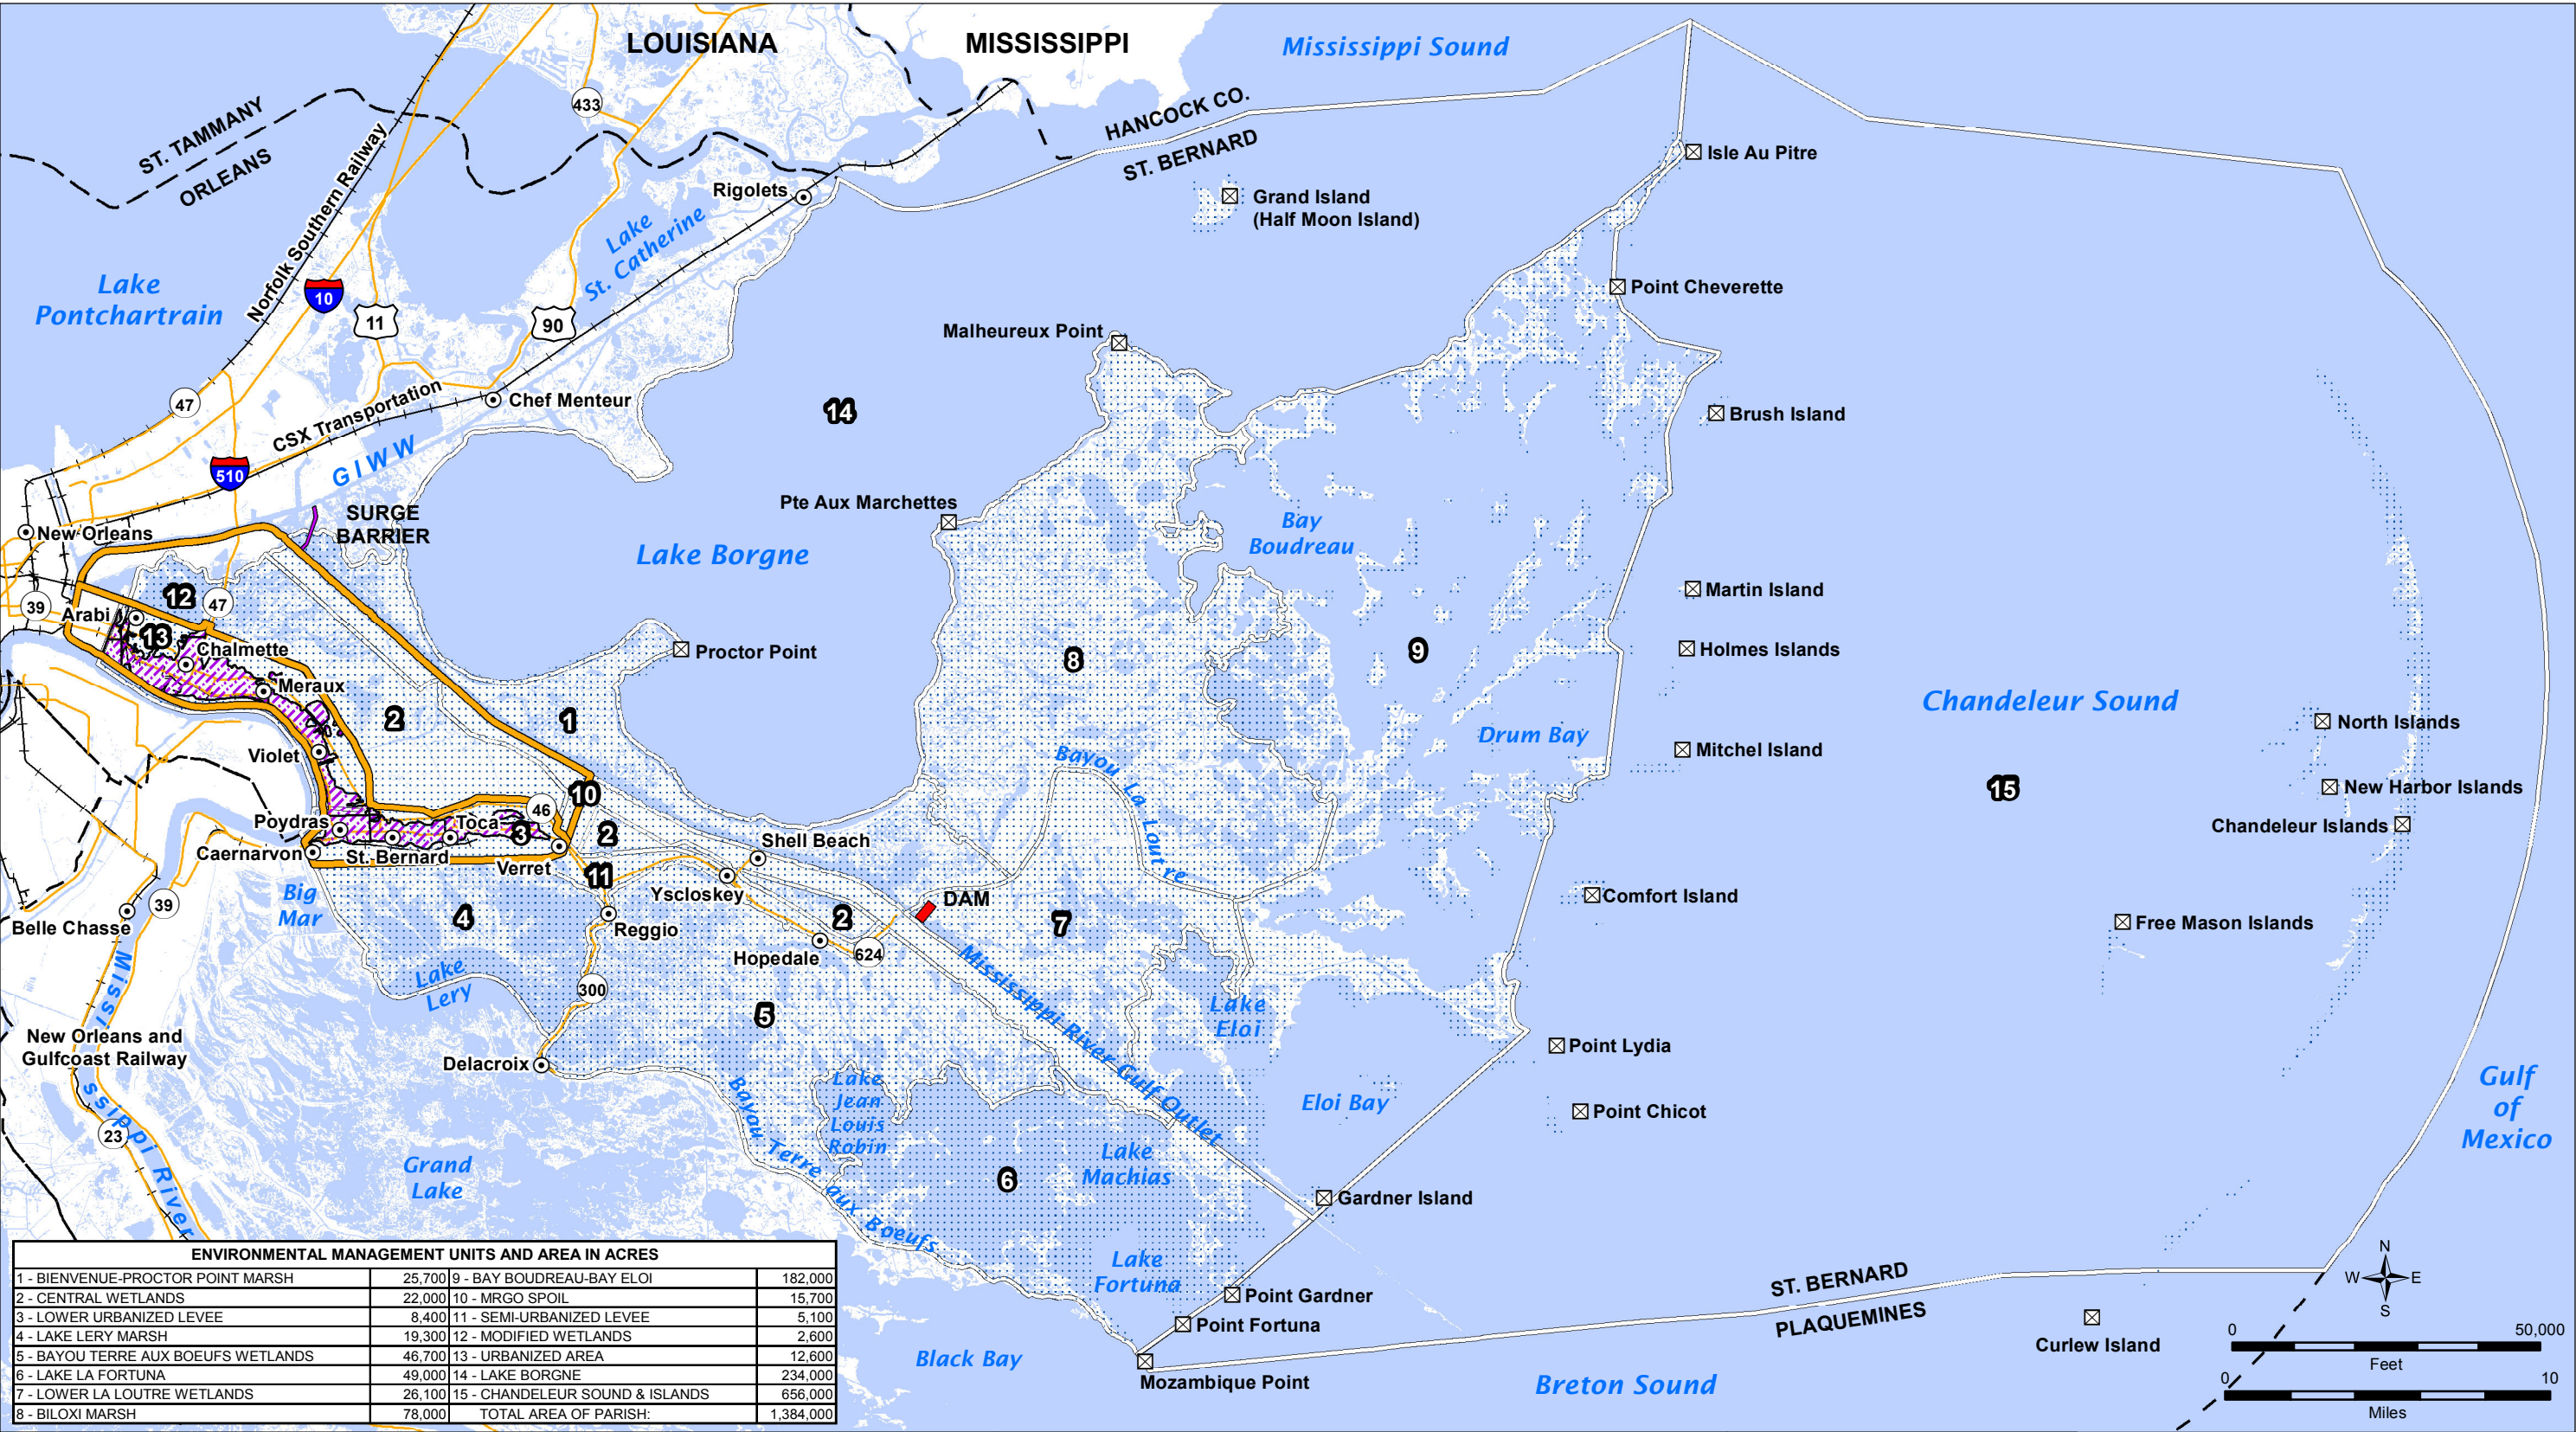 LOUISIANA
MISSISSIPPI
Mississippi Sound
433
HANCOCK CO.
ST. BERNARD
ST. TAMMANY
ORLEANS
Norfolk Southern Railway
Isle Au Pitre
Rigolets
Grand Island
(Half Moon Island)
Lake
St. Catherine
Lake
Pontchartrain
10
11
90
Point Cheverette
Malheureux Point
47
CSX Transportation
Chef Menteur
14
Brush Island
510
GIWW
SURGE
BARRIER
Pte Aux Marchettes
New Orleans
Lake Borgne
Bay
Boudreau
12
47
39
Arabi
13
Chalmette
Martin Island
Proctor Point
8
9
Holmes Islands
Meraux
2
1
Chandeleur Sound
North Islands
Violet
Bayou La Loutre
Drum Bay
Mitchel Island
10
15
New Harbor Islands
46
Poydras
Toca
3
2
Shell Beach
Chandeleur Islands
Caernarvon
St. Bernard
Verret
11
Yscloskey
Big
Mar
39
4
2
DAM
7
Comfort Island
Free Mason Islands
Belle Chasse
Reggio
Hopedale
624
Mississippi River
Lake
Lery
300
Mississippi River Gulf Outlet
Lake
Eloi
5
New Orleans and
Gulfcoast Railway
Delacroix
Point Lydia
Lake
Jean
Louis
Robin
Eloi Bay
Point Chicot
Gulf
of
Mexico
23
Bayou Terre aux Boeufs
Grand
Lake
Lake
Machias
6
Gardner Island
Lake
Fortuna
Point Gardner
Point Fortuna
ST. BERNARD
PLAQUEMINES
Black Bay
Mozambique Point
Breton Sound
Curlew Island
N
W E
S
0 50,000
Feet
0 10
Miles
ENVIRONMENTAL MANAGEMENT UNITS AND AREA IN ACRES
1 - BIENVENUE-PROCTOR POINT MARSH 25,700 9 - BAY BOUDREAU-BAY ELOI 182,000
2 - CENTRAL WETLANDS 22,000 10 - MRGO SPOIL 15,700
3 - LOWER URBANIZED LEVEE 8,400 11 - SEMI-URBANIZED LEVEE 5,100
4 - LAKE LERY MARSH 19,300 12 - MODIFIED WETLANDS 2,600
5 - BAYOU TERRE AUX BOEUFS WETLANDS 46,700 13 - URBANIZED AREA 12,600
6 - LAKE LA FORTUNA 49,000 14 - LAKE BORGNE 234,000
7 - LOWER LA LOUTRE WETLANDS 26,100 15 - CHANDELEUR SOUND & ISLANDS 656,000
8 - BILOXI MARSH 78,000 TOTAL AREA OF PARISH: 1,384,000